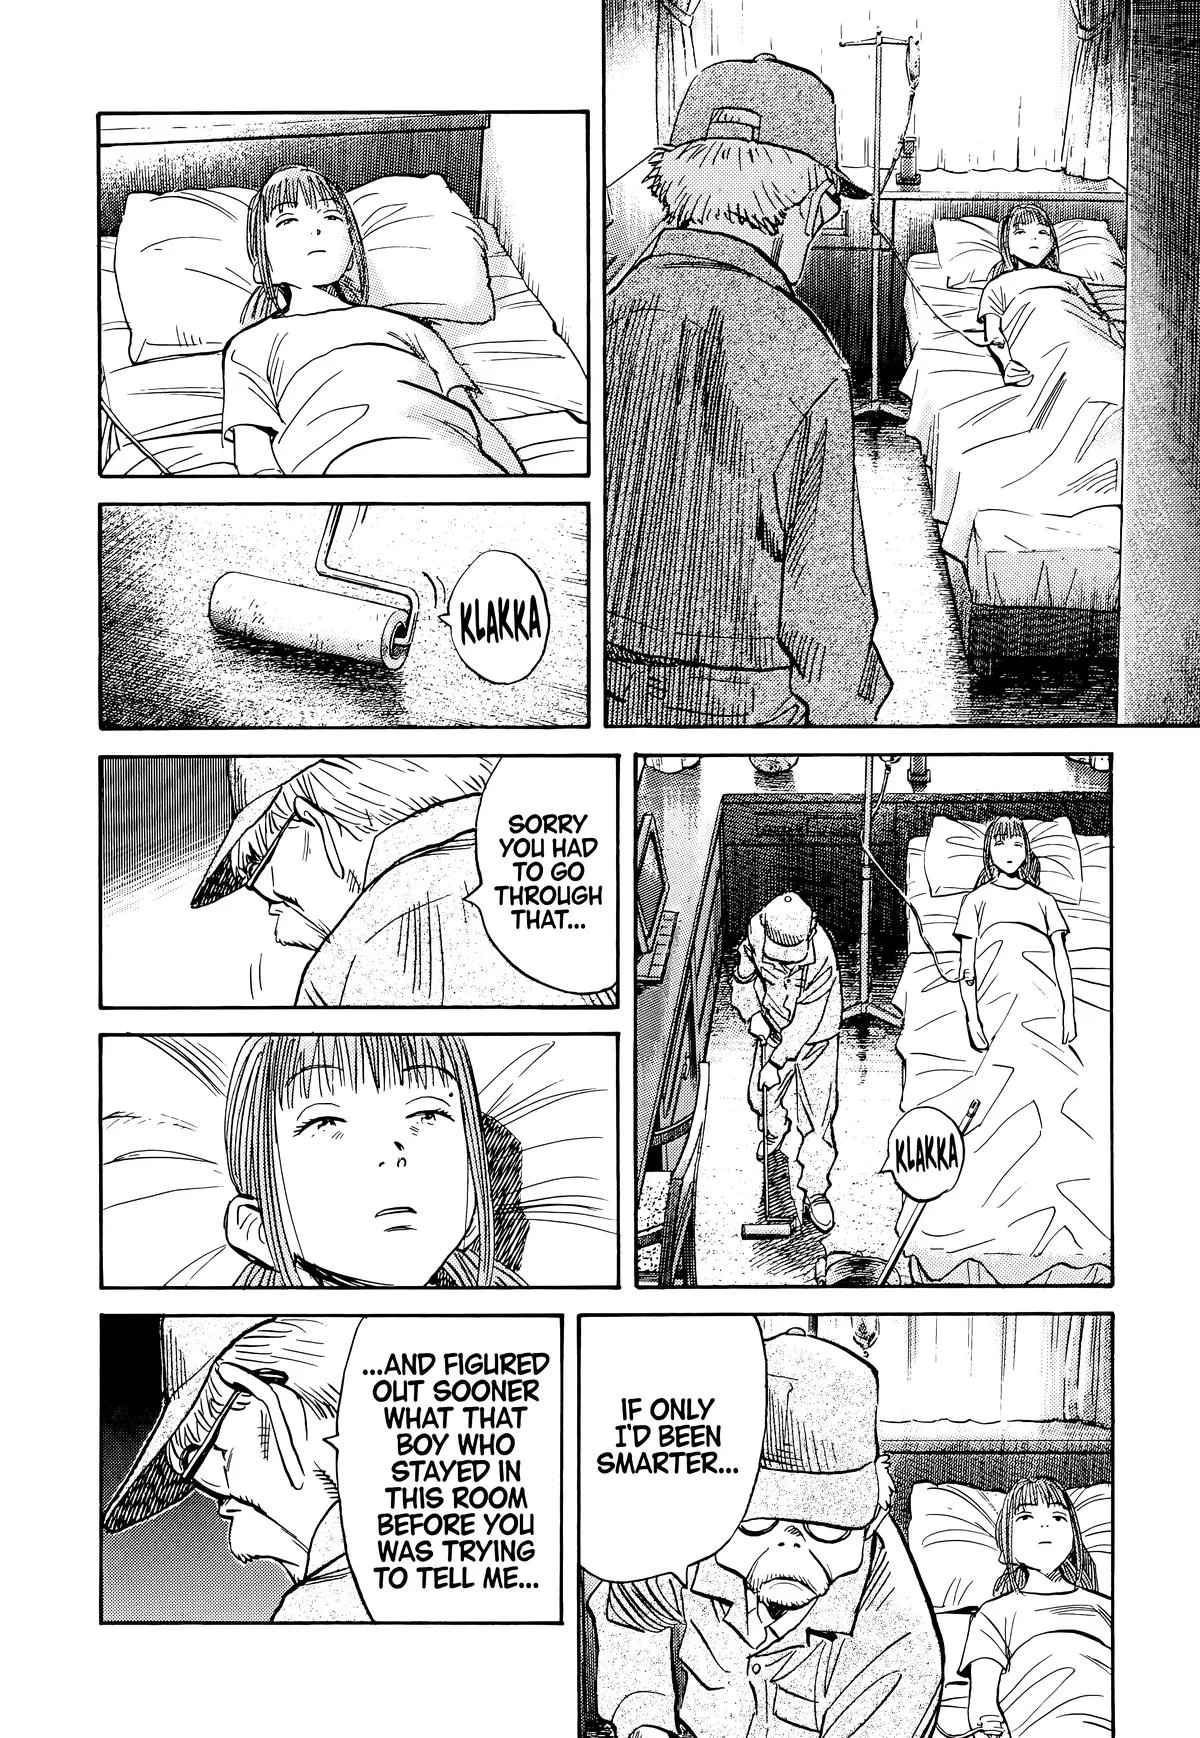 KLAKKA
KLAKKA
SORRY
YOU HAD
TO GO
THROUGH
THAT...
IF ONLY
I'D BEEN
SMARTER...
...AND FIGURED
OUT SOONER
WHAT THAT
BOY WHO
STAYED IN
THIS ROOM
BEFORE YOU
WAS TRYING
TO TELL ME...